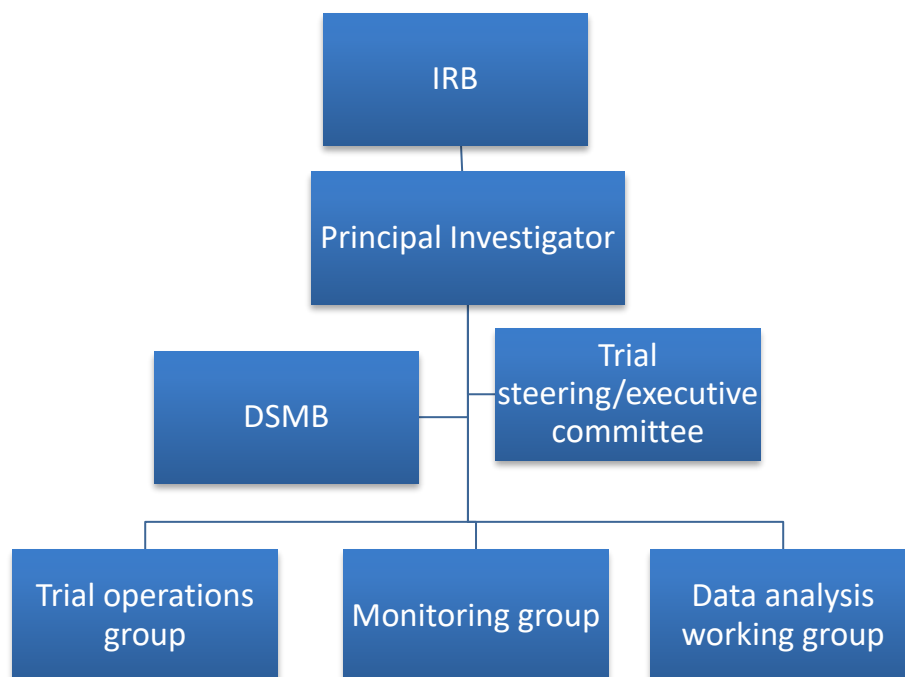 IRB
Principal Investigator
DSMB
Trial
steering/executive
committee
Trial operations
group
Monitoring group
Data analysis
working group